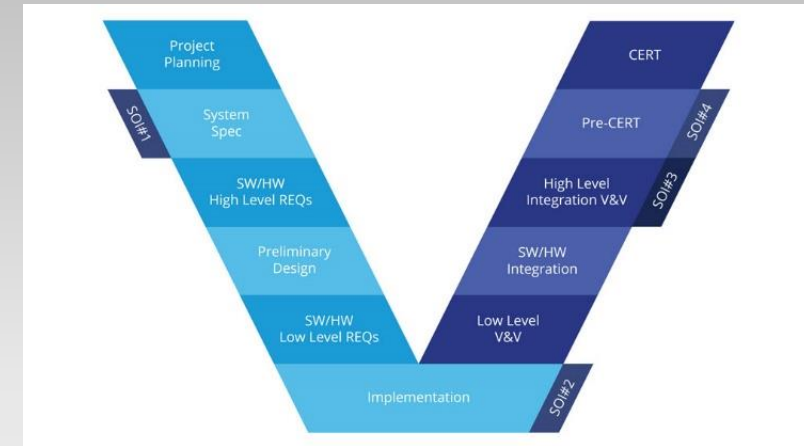 Project
Planning
CERT
SOI#1
System
Spec
Pre-CERT
SOI#4
SW/HW
High Level REQs
High Level
Integration V&V
SOI#3
Preliminary
Design
SW/HW
Integration
SW/HW
Low Level REQs
Low Level
V&V
Implementation
SOI#2